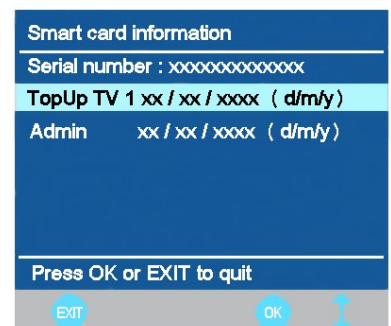 Smart card information
Serial number : xxxxxxxxxxxxx
TopUp TV 1 xx / xx / xxxx ( d/m/y )
Admin xx / xx / xxxx ( d/m/y )
Press OK or EXIT to quit
EXIT OK